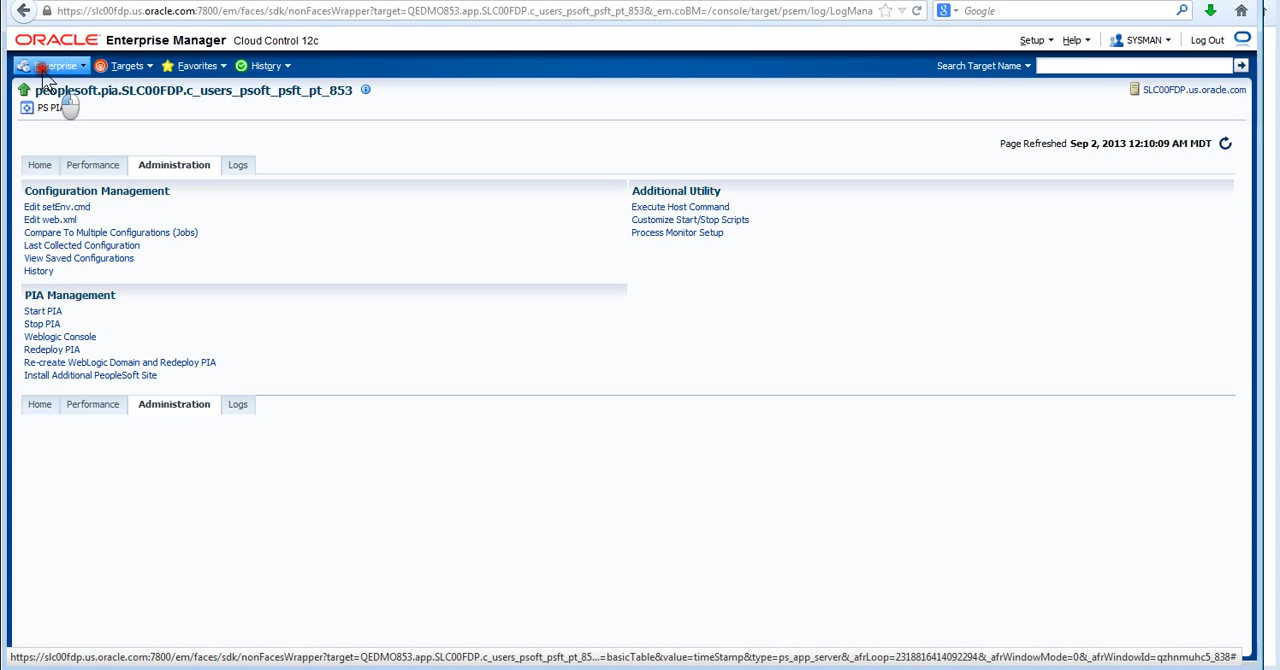 https://slc00fdp.us.oracle.com:7800/em/faces/sdk/nonFacesWrapper?target=QEDMO853.app.SLC00FDP.c_users_psoft_psft_pt_853&_em.coBM=/console/target/psem/log/LogMana
Google
ORACLE Enterprise Manager Cloud Control 12c
Setup Help SYSMAN Log Out
Enterprise Targets Favorites History
Search Target Name
peoplesoft.pia.SLC00FDP.c_users_psoft_psft_pt_853
SLC00FDP.us.oracle.com
PS PIA
Page Refreshed Sep 2, 2013 12:10:09 AM MDT
Home Performance Administration Logs
Configuration Management
Edit setEnv.cmd
Edit web.xml
Compare To Multiple Configurations (Jobs)
Last Collected Configuration
View Saved Configurations
History
Additional Utility
Execute Host Command
Customize Start/Stop Scripts
Process Monitor Setup
PIA Management
Start PIA
Stop PIA
Weblogic Console
Redeploy PIA
Re-create WebLogic Domain and Redeploy PIA
Install Additional PeopleSoft Site
Home Performance Administration Logs
https://slc00fdp.us.oracle.com:7800/em/faces/sdk/nonFacesWrapper?target=QEDMO853.app.SLC00FDP.c_users_psoft_psft_pt_85...=basicTable&value=timeStamp&type=ps_app_server&_afrLoop=2318816414092294&_afrWindowMode=0&_afrWindowId=qzhnmuhc5_838#